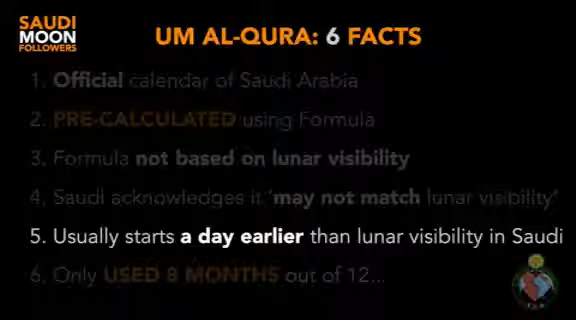 SAUDI
MOON
FOLLOWERS
UM AL-QURA: 6 FACTS
1. Official calendar of Saudi Arabia
2. PRE-CALCULATED using Formula
3. Formula not based on lunar visibility
4. Saudi acknowledges it 'may not match lunar visibility'
5. Usually starts a day earlier than lunar visibility in Saudi
6. Only USED 8 MONTHS out of 12...